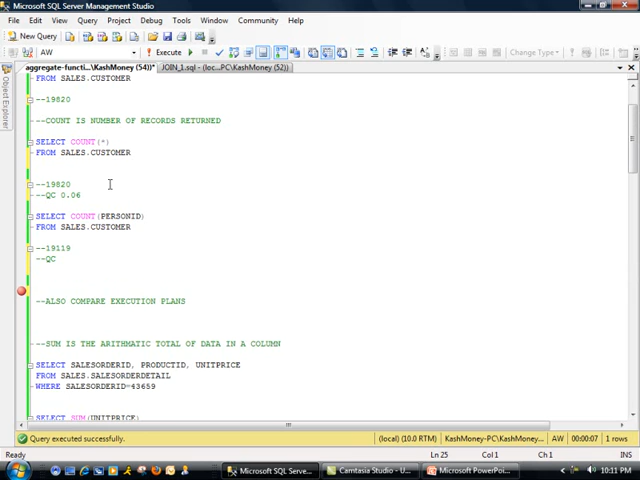 Microsoft SQL Server Management Studio
File Edit View Query Project Debug Tools Window Community Help
New Query
AW Execute Change Type
aggregate-functi...\KashMoney (54))* JOIN_1.sql - (loc...PC\KashMoney (52))
Object Explorer
FROM SALES.CUSTOMER
--19820
--COUNT IS NUMBER OF RECORDS RETURNED
SELECT COUNT(*)
FROM SALES.CUSTOMER
--19820
--QC 0.06
SELECT COUNT(PERSONID)
FROM SALES.CUSTOMER
--19119
--QC
--ALSO COMPARE EXECUTION PLANS
--SUM IS THE ARITHMATIC TOTAL OF DATA IN A COLUMN
SELECT SALESORDERID, PRODUCTID, UNITPRICE
FROM SALES.SALESORDERDETAIL
WHERE SALESORDERID=43659
SELECT SUM(UNITPRICE)
Query executed successfully. (local) (10.0 RTM) KashMoney-PC\KashMoney... AW 00:00:07 1 rows
Ready Ln 25 Col 1 Ch 1 INS
Microsoft SQL Serve... Camtasia Studio - U... Microsoft PowerPoi... 10:11 PM